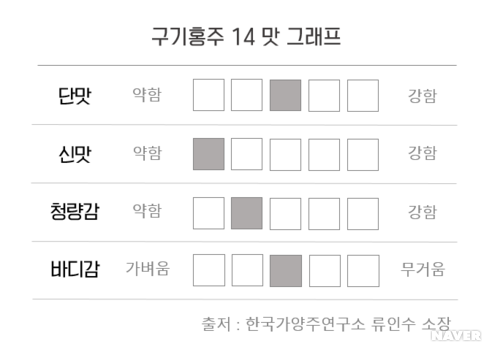 구기홍주 14 맛 그래프
단맛 약함 강함
신맛 약함 강함
청량감 약함 강함
바디감 가벼움 무거움
출저 : 한국가양주연구소 류인수 소장
NAVER